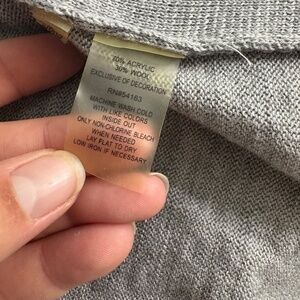 70% ACRYLIC
30% WOOL
EXCLUSIVE OF DECORATION
RN#54163
MACHINE WASH COLD
WITH LIKE COLORS
INSIDE OUT
ONLY NON-CHLORINE BLEACH
WHEN NEEDED
LAY FLAT TO DRY
LOW IRON IF NECESSARY